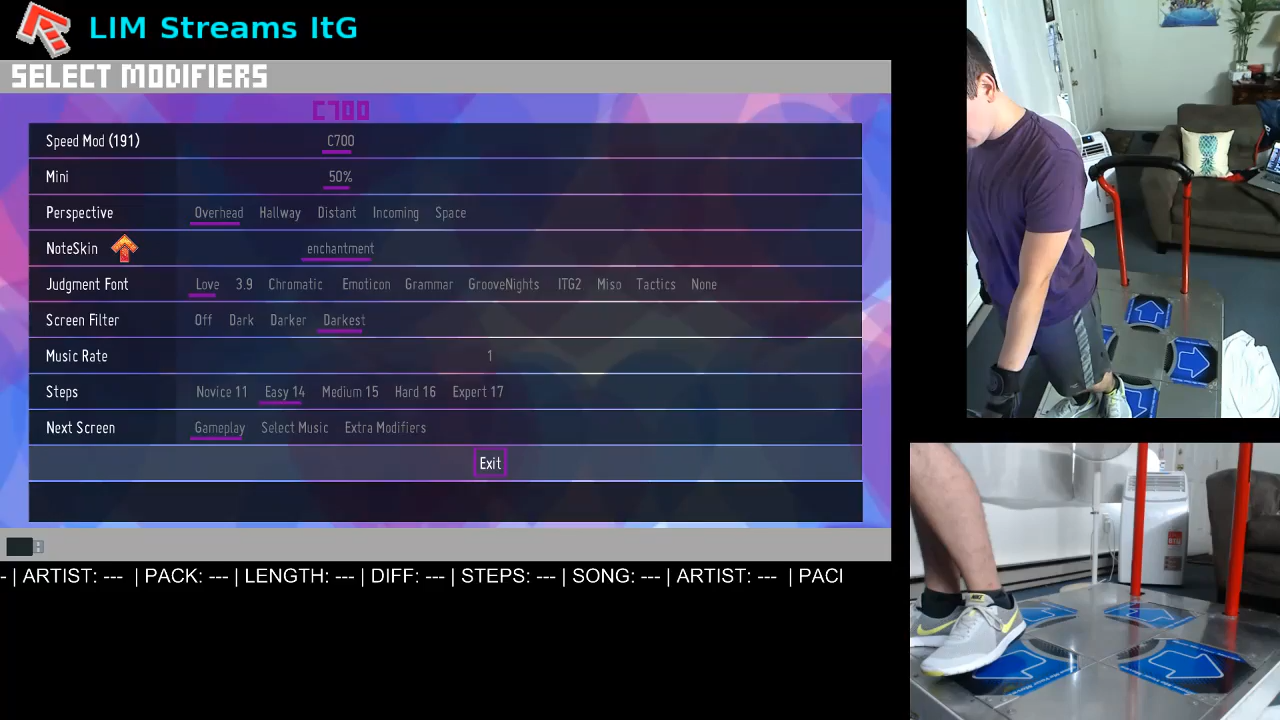 LIM Streams ItG
SELECT MODIFIERS
C700
Speed Mod (191) C700
Mini 50%
Perspective Overhead Hallway Distant Incoming Space
NoteSkin enchantment
Judgment Font Love 3.9 Chromatic Emoticon Grammar GrooveNights ITG2 Miso Tactics None
Screen Filter Off Dark Darker Darkest
Music Rate 1
Steps Novice 11 Easy 14 Medium 15 Hard 16 Expert 17
Next Screen Gameplay Select Music Extra Modifiers
Exit
- | ARTIST: --- | PACK: --- | LENGTH: --- | DIFF: --- | STEPS: --- | SONG: --- | ARTIST: --- | PACI